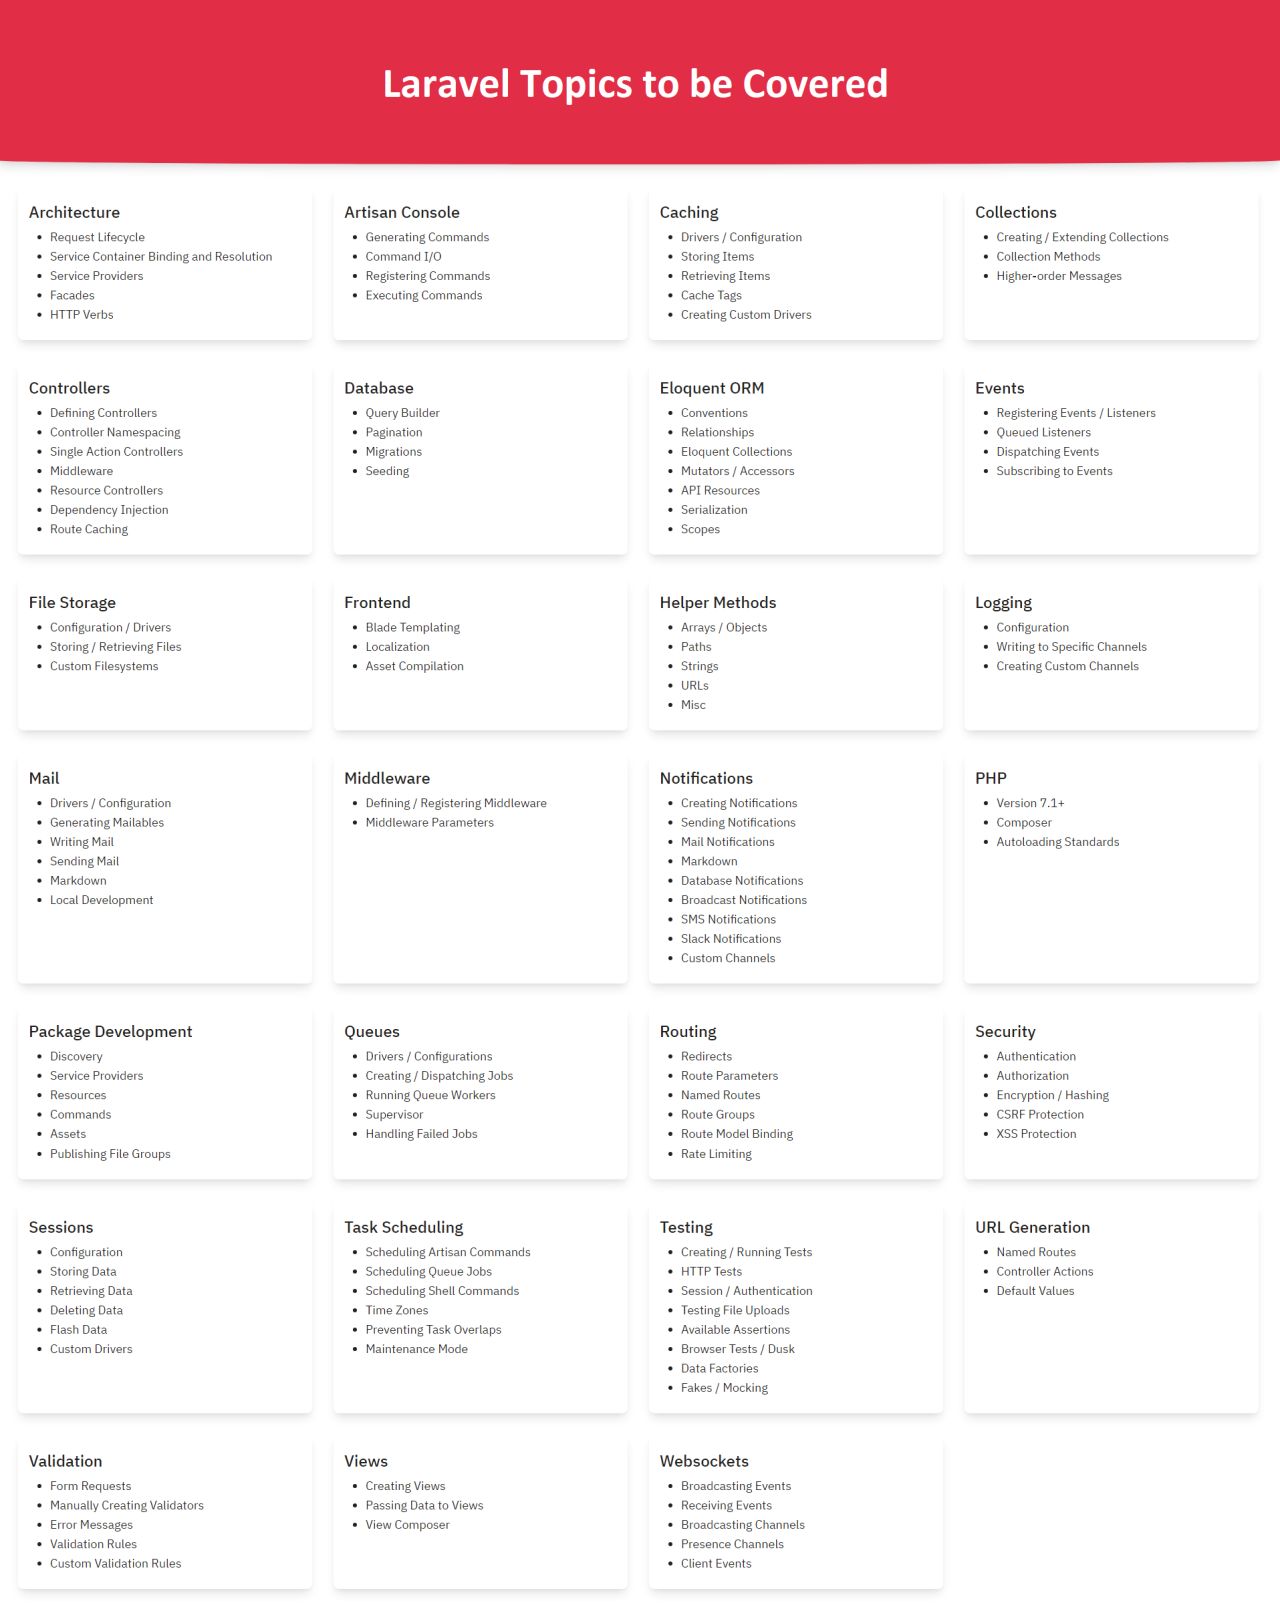 Laravel Topics to be Covered
Architecture
Request Lifecycle
Service Container Binding and Resolution
Service Providers
Facades
HTTP Verbs
Artisan Console
Generating Commands
Command I/O
Registering Commands
Executing Commands
Caching
Drivers / Configuration
Storing Items
Retrieving Items
Cache Tags
Creating Custom Drivers
Collections
Creating / Extending Collections
Collection Methods
Higher-order Messages
Controllers
Defining Controllers
Controller Namespacing
Single Action Controllers
Middleware
Resource Controllers
Dependency Injection
Route Caching
Database
Query Builder
Pagination
Migrations
Seeding
Eloquent ORM
Conventions
Relationships
Eloquent Collections
Mutators / Accessors
API Resources
Serialization
Scopes
Events
Registering Events / Listeners
Queued Listeners
Dispatching Events
Subscribing to Events
File Storage
Configuration / Drivers
Storing / Retrieving Files
Custom Filesystems
Frontend
Blade Templating
Localization
Asset Compilation
Helper Methods
Arrays / Objects
Paths
Strings
URLs
Misc
Logging
Configuration
Writing to Specific Channels
Creating Custom Channels
Mail
Drivers / Configuration
Generating Mailables
Writing Mail
Sending Mail
Markdown
Local Development
Middleware
Defining / Registering Middleware
Middleware Parameters
Notifications
Creating Notifications
Sending Notifications
Mail Notifications
Markdown
Database Notifications
Broadcast Notifications
SMS Notifications
Slack Notifications
Custom Channels
PHP
Version 7.1+
Composer
Autoloading Standards
Package Development
Discovery
Service Providers
Resources
Commands
Assets
Publishing File Groups
Queues
Drivers / Configurations
Creating / Dispatching Jobs
Running Queue Workers
Supervisor
Handling Failed Jobs
Routing
Redirects
Route Parameters
Named Routes
Route Groups
Route Model Binding
Rate Limiting
Security
Authentication
Authorization
Encryption / Hashing
CSRF Protection
XSS Protection
Sessions
Configuration
Storing Data
Retrieving Data
Deleting Data
Flash Data
Custom Drivers
Task Scheduling
Scheduling Artisan Commands
Scheduling Queue Jobs
Scheduling Shell Commands
Time Zones
Preventing Task Overlaps
Maintenance Mode
Testing
Creating / Running Tests
HTTP Tests
Session / Authentication
Testing File Uploads
Available Assertions
Browser Tests / Dusk
Data Factories
Fakes / Mocking
URL Generation
Named Routes
Controller Actions
Default Values
Validation
Form Requests
Manually Creating Validators
Error Messages
Validation Rules
Custom Validation Rules
Views
Creating Views
Passing Data to Views
View Composer
Websockets
Broadcasting Events
Receiving Events
Broadcasting Channels
Presence Channels
Client Events